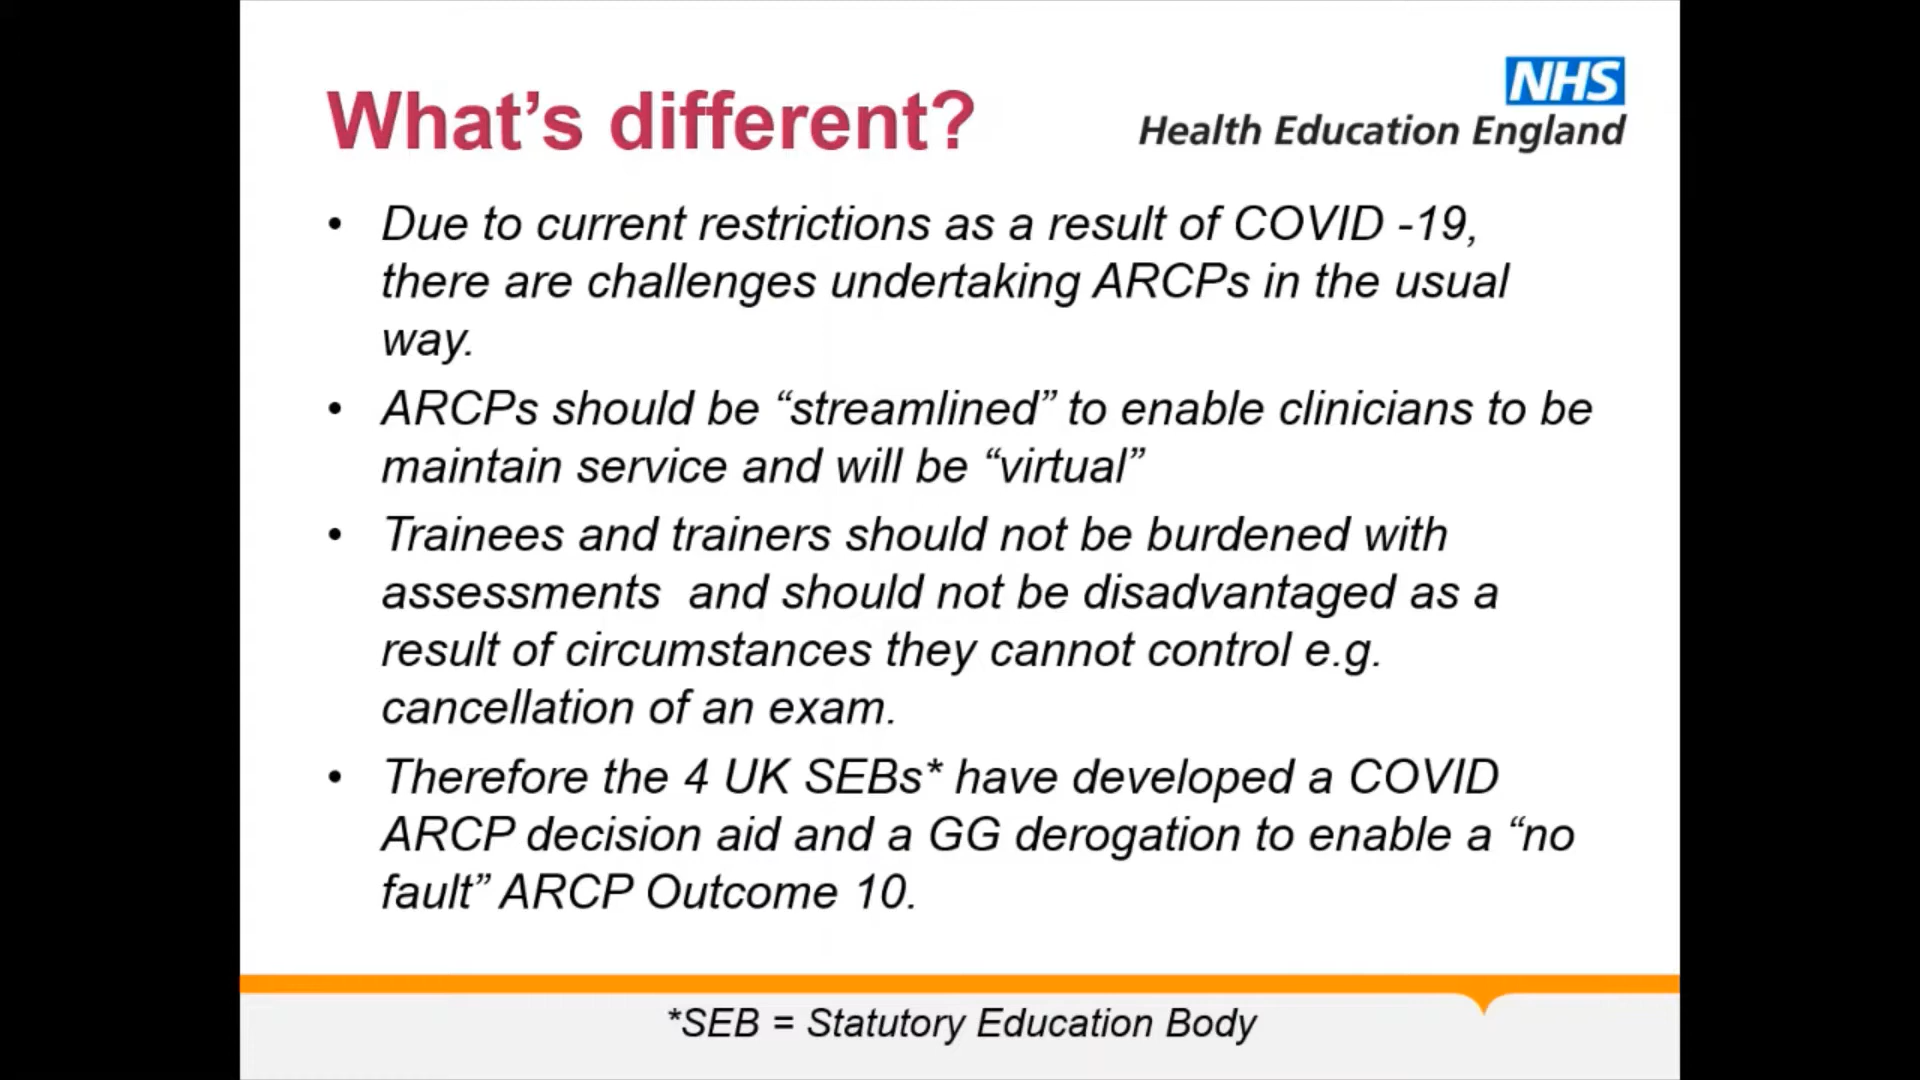 What’s different?
NHS
Health Education England
• Due to current restrictions as a result of COVID -19,
there are challenges undertaking ARCPs in the usual
way.
• ARCPs should be “streamlined” to enable clinicians to be
maintain service and will be “virtual”
• Trainees and trainers should not be burdened with
assessments  and should not be disadvantaged as a
result of circumstances they cannot control e.g.
cancellation of an exam.
• Therefore the 4 UK SEBs* have developed a COVID
ARCP decision aid and a GG derogation to enable a “no
fault” ARCP Outcome 10.
*SEB = Statutory Education Body